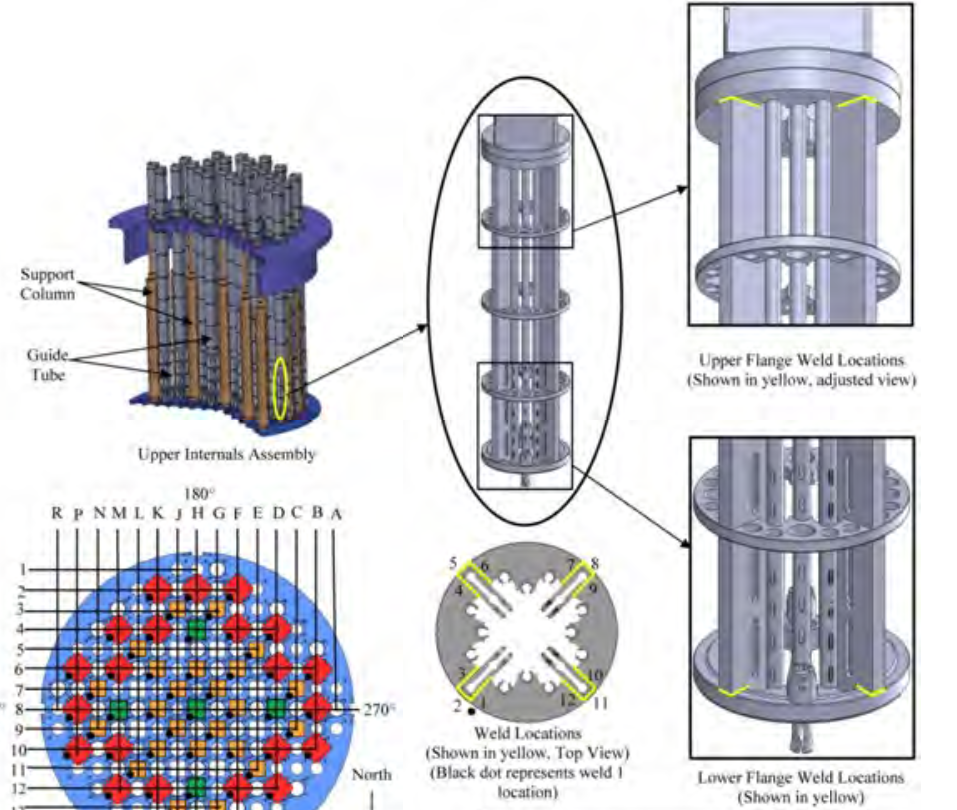 Support
Column
Guide
Tube
Upper Internals Assembly
Upper Flange Weld Locations
(Shown in yellow, adjusted view)
180°
R P N M L K J H G F E D C B A
1
2
3
4
5
6
7
8
9
10
11
12
270°
North
5 6 7 8
4 9
3 10
2 1 12 11
Weld Locations
(Shown in yellow, Top View)
(Black dot represents weld 1
location)
Lower Flange Weld Locations
(Shown in yellow)